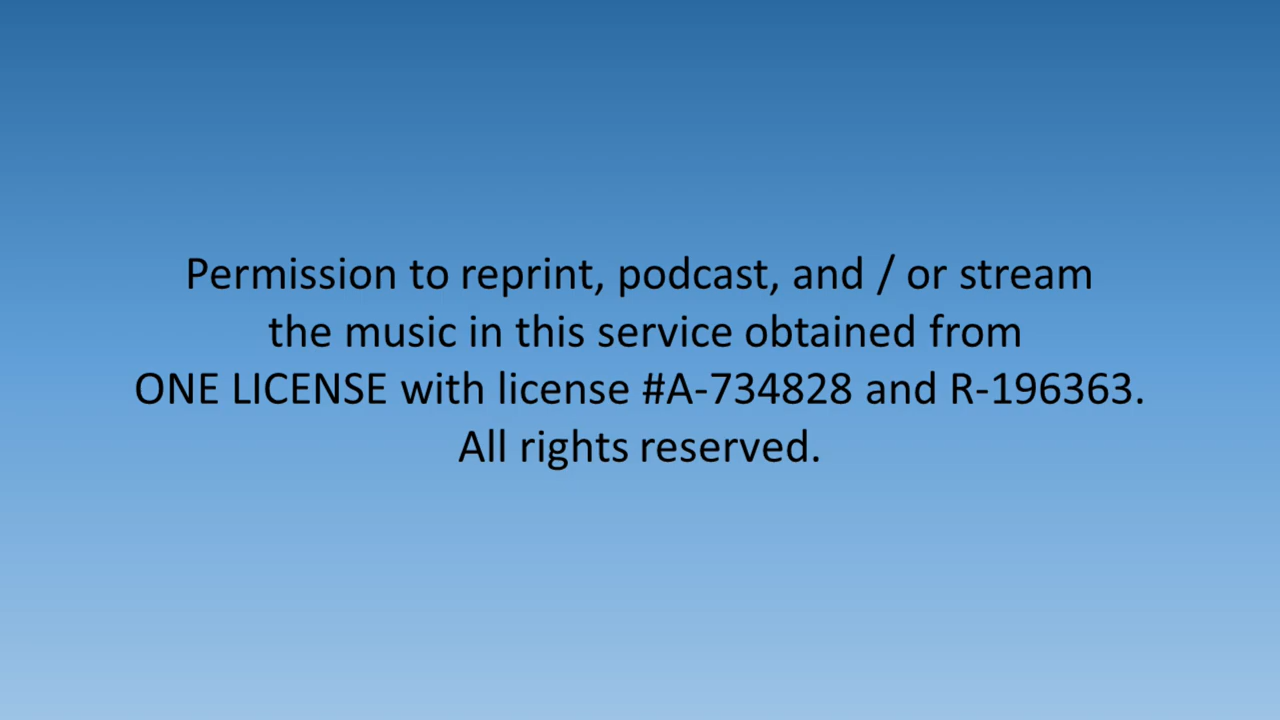 Permission to reprint, podcast, and / or stream
the music in this service obtained from
ONE LICENSE with license #A-734828 and R-196363.
All rights reserved.